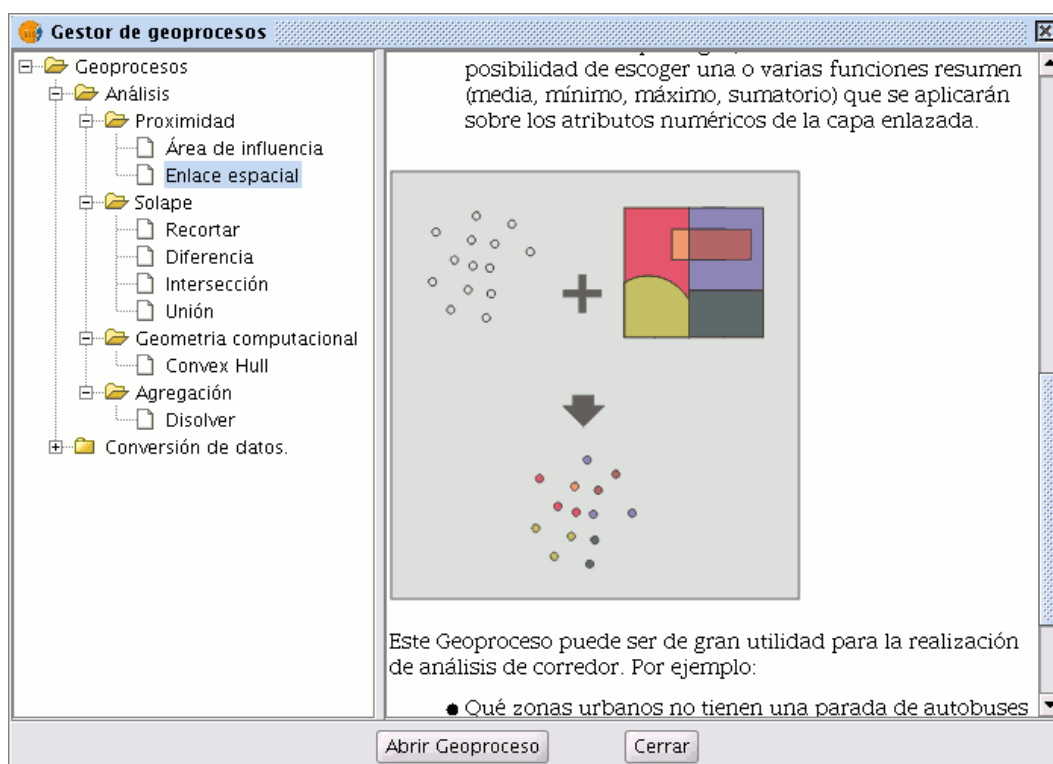 Gestor de geoprocesos
Geoprocesos
Análisis
Proximidad
Área de influencia
Enlace espacial
Solape
Recortar
Diferencia
Intersección
Unión
Geometria computacional
Convex Hull
Agregación
Disolver
Conversión de datos.
posibilidad de escoger una o varias funciones resumen
(media, mínimo, máximo, sumatorio) que se aplicarán
sobre los atributos numéricos de la capa enlazada.
Este Geoproceso puede ser de gran utilidad para la realización
de análisis de corredor. Por ejemplo:
Qué zonas urbanos no tienen una parada de autobuses
Abrir Geoproceso
Cerrar